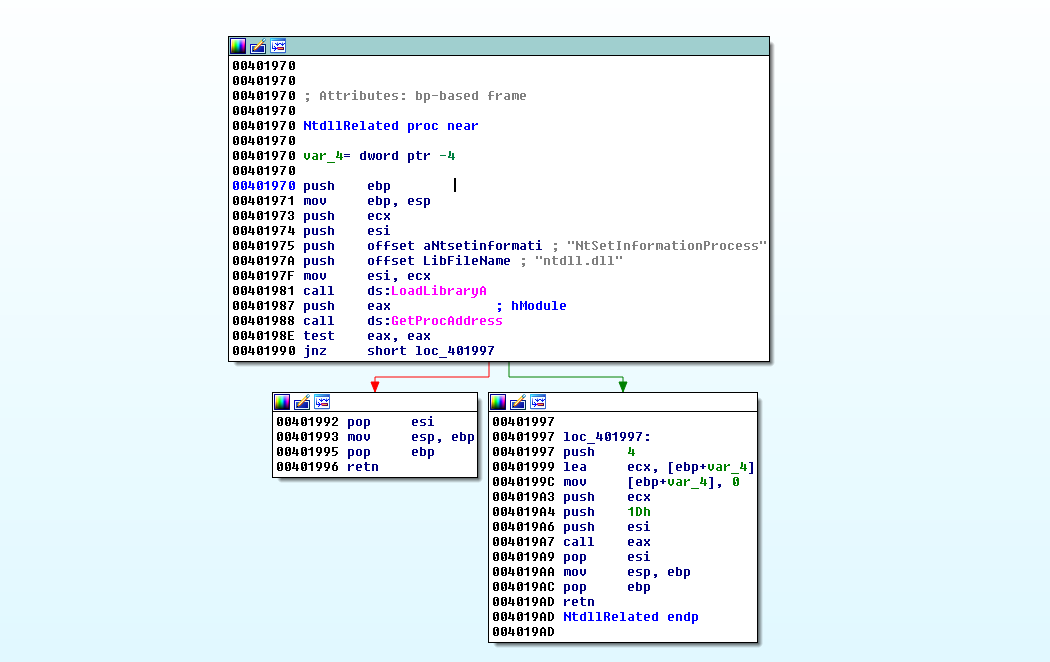 00401970
00401970
00401970 ; Attributes: bp-based frame
00401970
00401970 NtdllRelated proc near
00401970
00401970 var_4= dword ptr -4
00401970
00401970 push    ebp
00401971 mov     ebp, esp
00401973 push    ecx
00401974 push    esi
00401975 push    offset aNtsetinformati ; "NtSetInformationProcess"
0040197A push    offset LibFileName ; "ntdll.dll"
0040197F mov     esi, ecx
00401981 call    ds:LoadLibraryA
00401987 push    eax             ; hModule
00401988 call    ds:GetProcAddress
0040198E test    eax, eax
00401990 jnz     short loc_401997
00401992 pop     esi
00401993 mov     esp, ebp
00401995 pop     ebp
00401996 retn
00401997
00401997 loc_401997:
00401997 push    4
00401999 lea     ecx, [ebp+var_4]
0040199C mov     [ebp+var_4], 0
004019A3 push    ecx
004019A4 push    1Dh
004019A6 push    esi
004019A7 call    eax
004019A9 pop     esi
004019AA mov     esp, ebp
004019AC pop     ebp
004019AD retn
004019AD NtdllRelated endp
004019AD